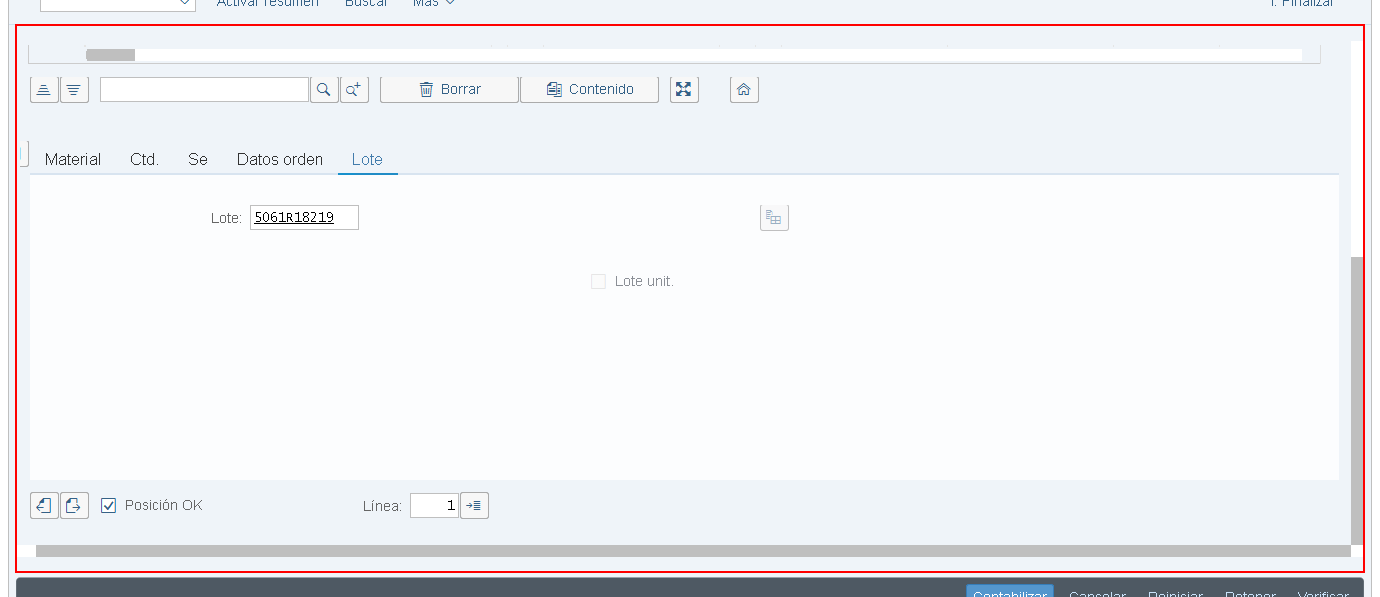 Activar resumen Buscar Más 1. Finalizar
Borrar Contenido
Material Ctd. Se Datos orden Lote
Lote: 5061R18219
Lote unit.
Posición OK Línea: 1
Contabilizar Cancelar Reiniciar Retener Verificar